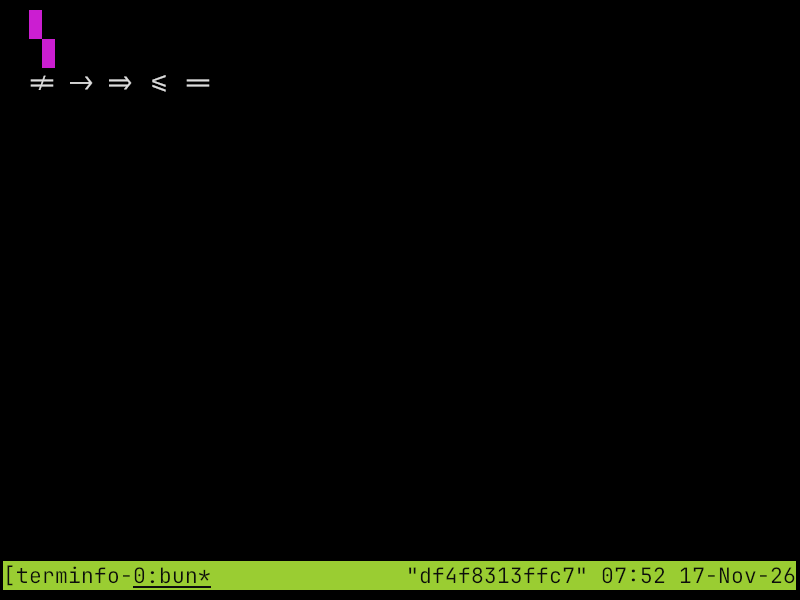 != -> => <= ==
[terminfo-0:bun* "df4f8313ffc7" 07:52 17-Nov-26